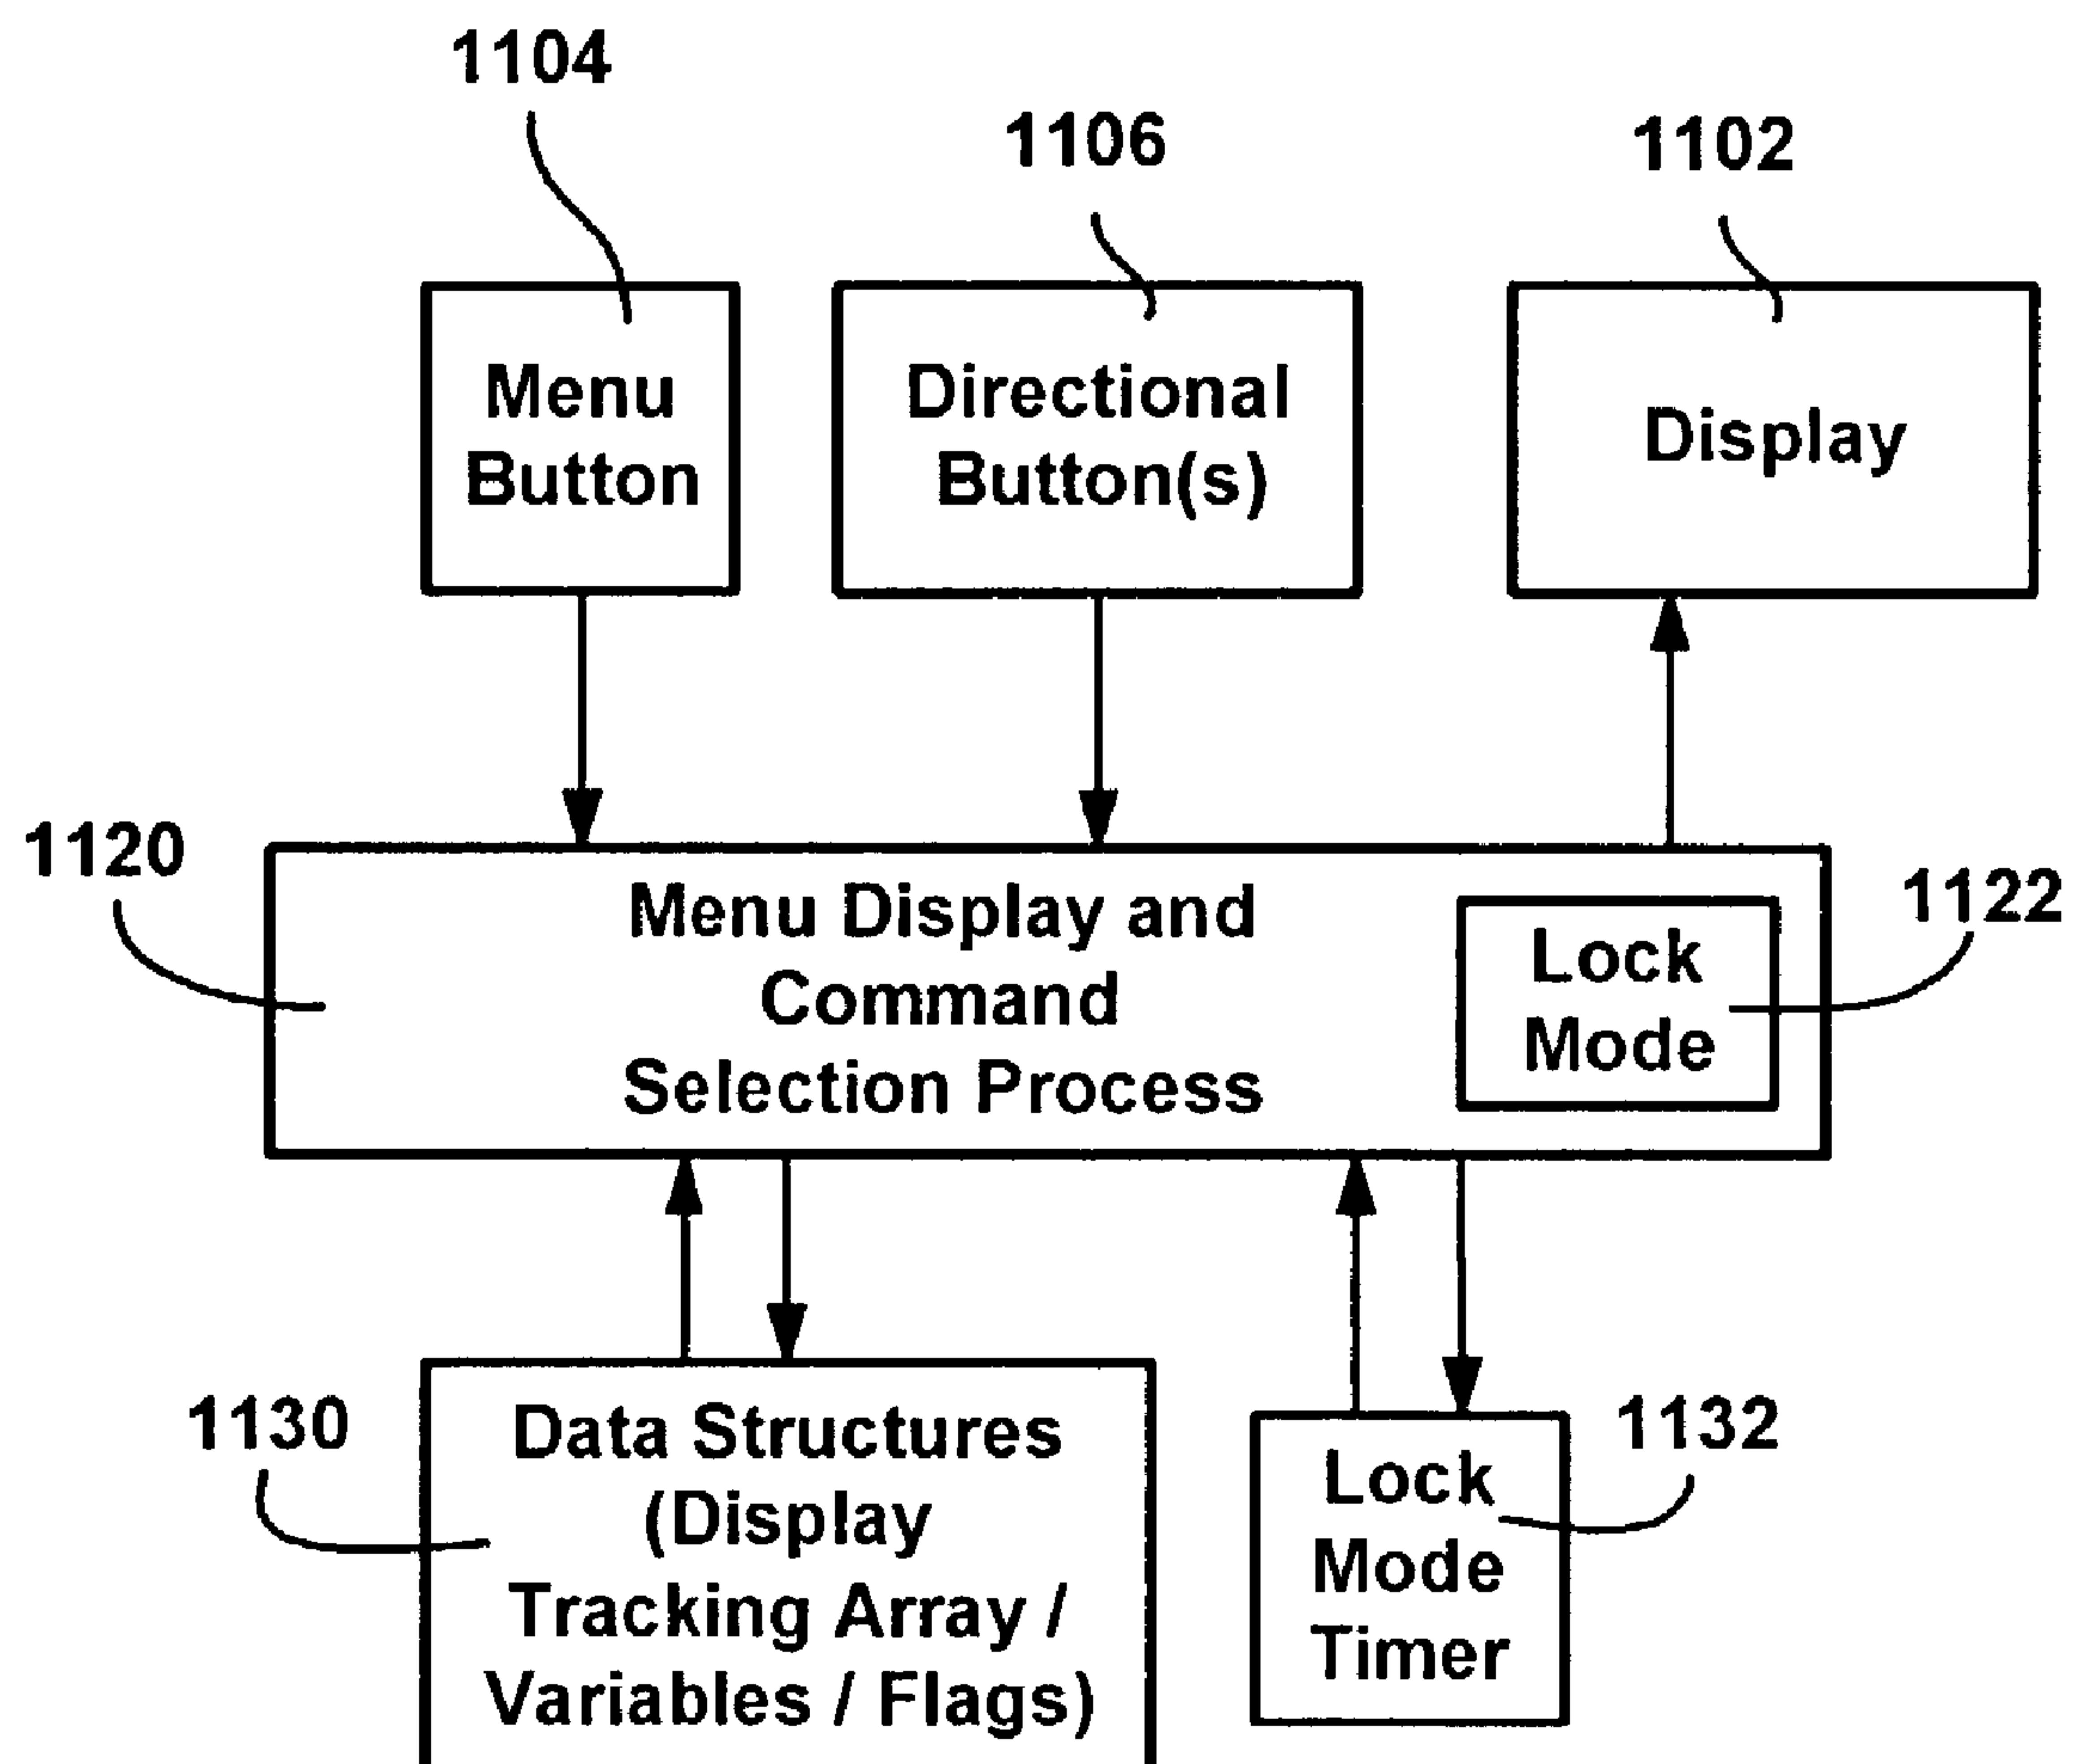 1104
1106
1102
Menu
Button
Directional
Button(s)
Display
1120
Menu Display and
Command
Selection Process
Lock
Mode
1122
1130
Data Structures
(Display
Tracking Array /
Variables / Flags)
Lock
Mode
Timer
1132